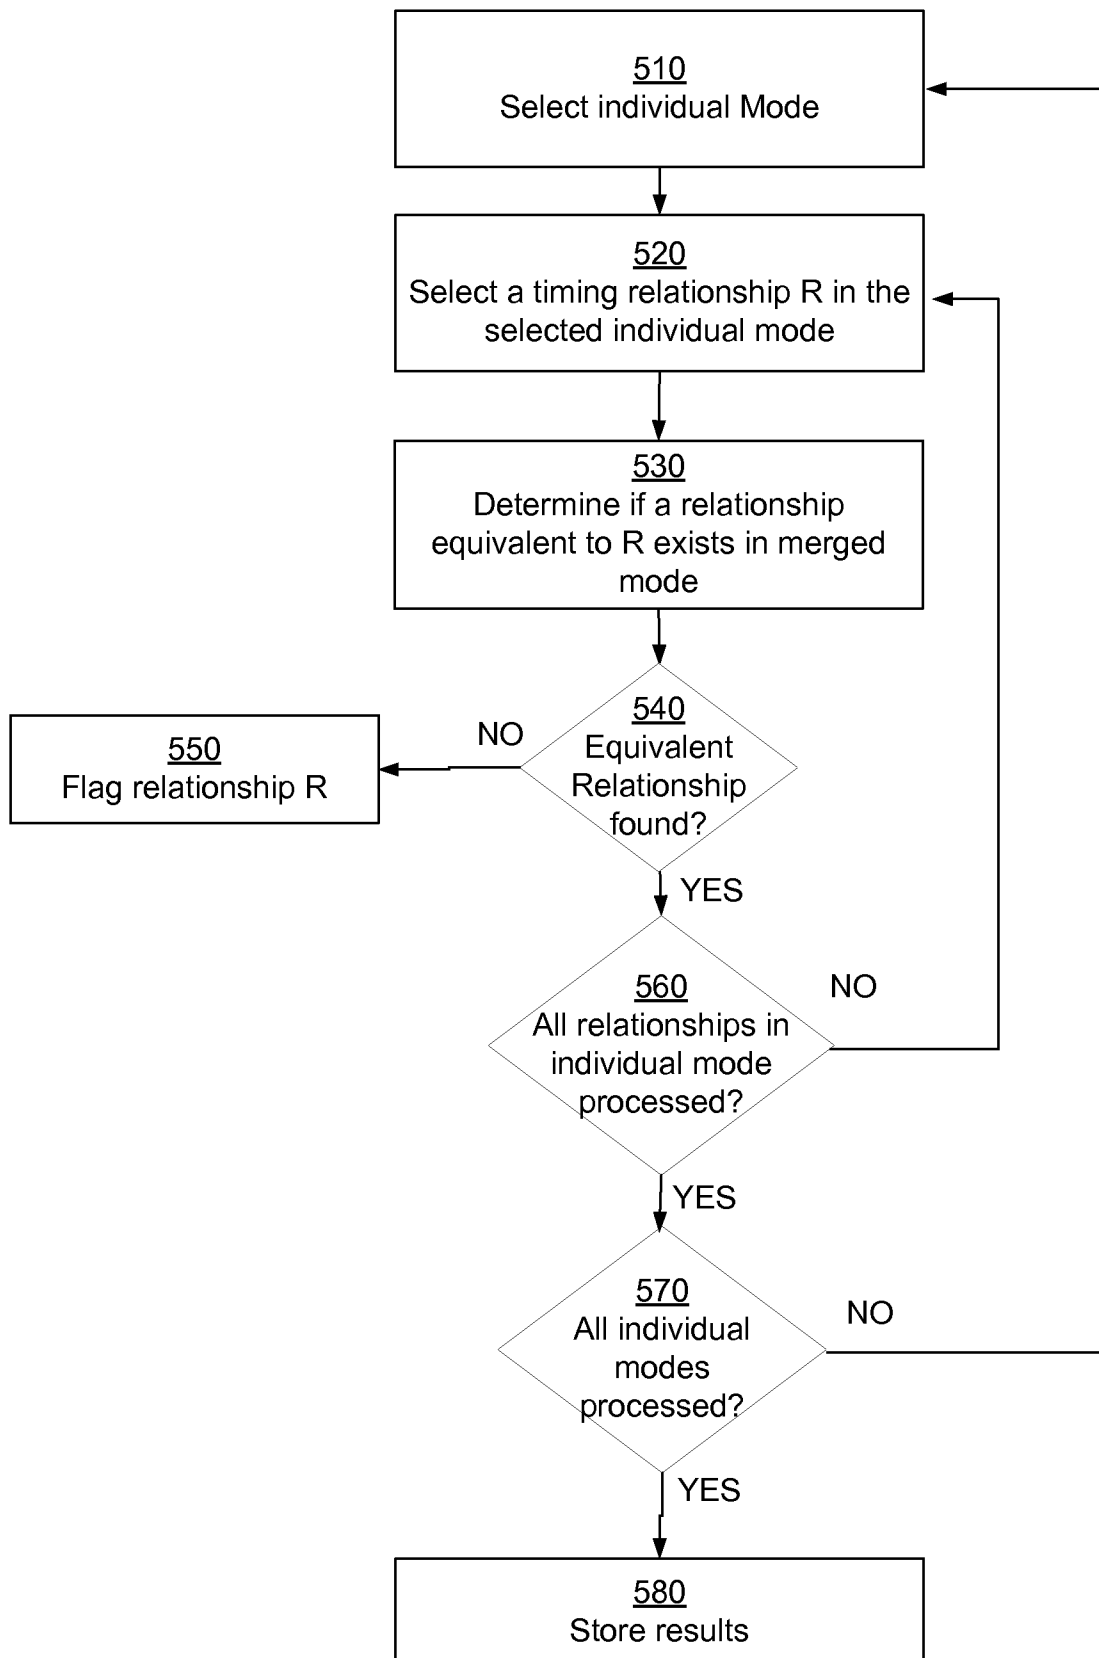 510
Select individual Mode
520
Select a timing relationship R in the
selected individual mode
530
Determine if a relationship
equivalent to R exists in merged
mode
540
Equivalent
Relationship
found?
NO
550
Flag relationship R
YES
560
All relationships in
individual mode
processed?
NO
YES
570
All individual
modes
processed?
NO
YES
580
Store results